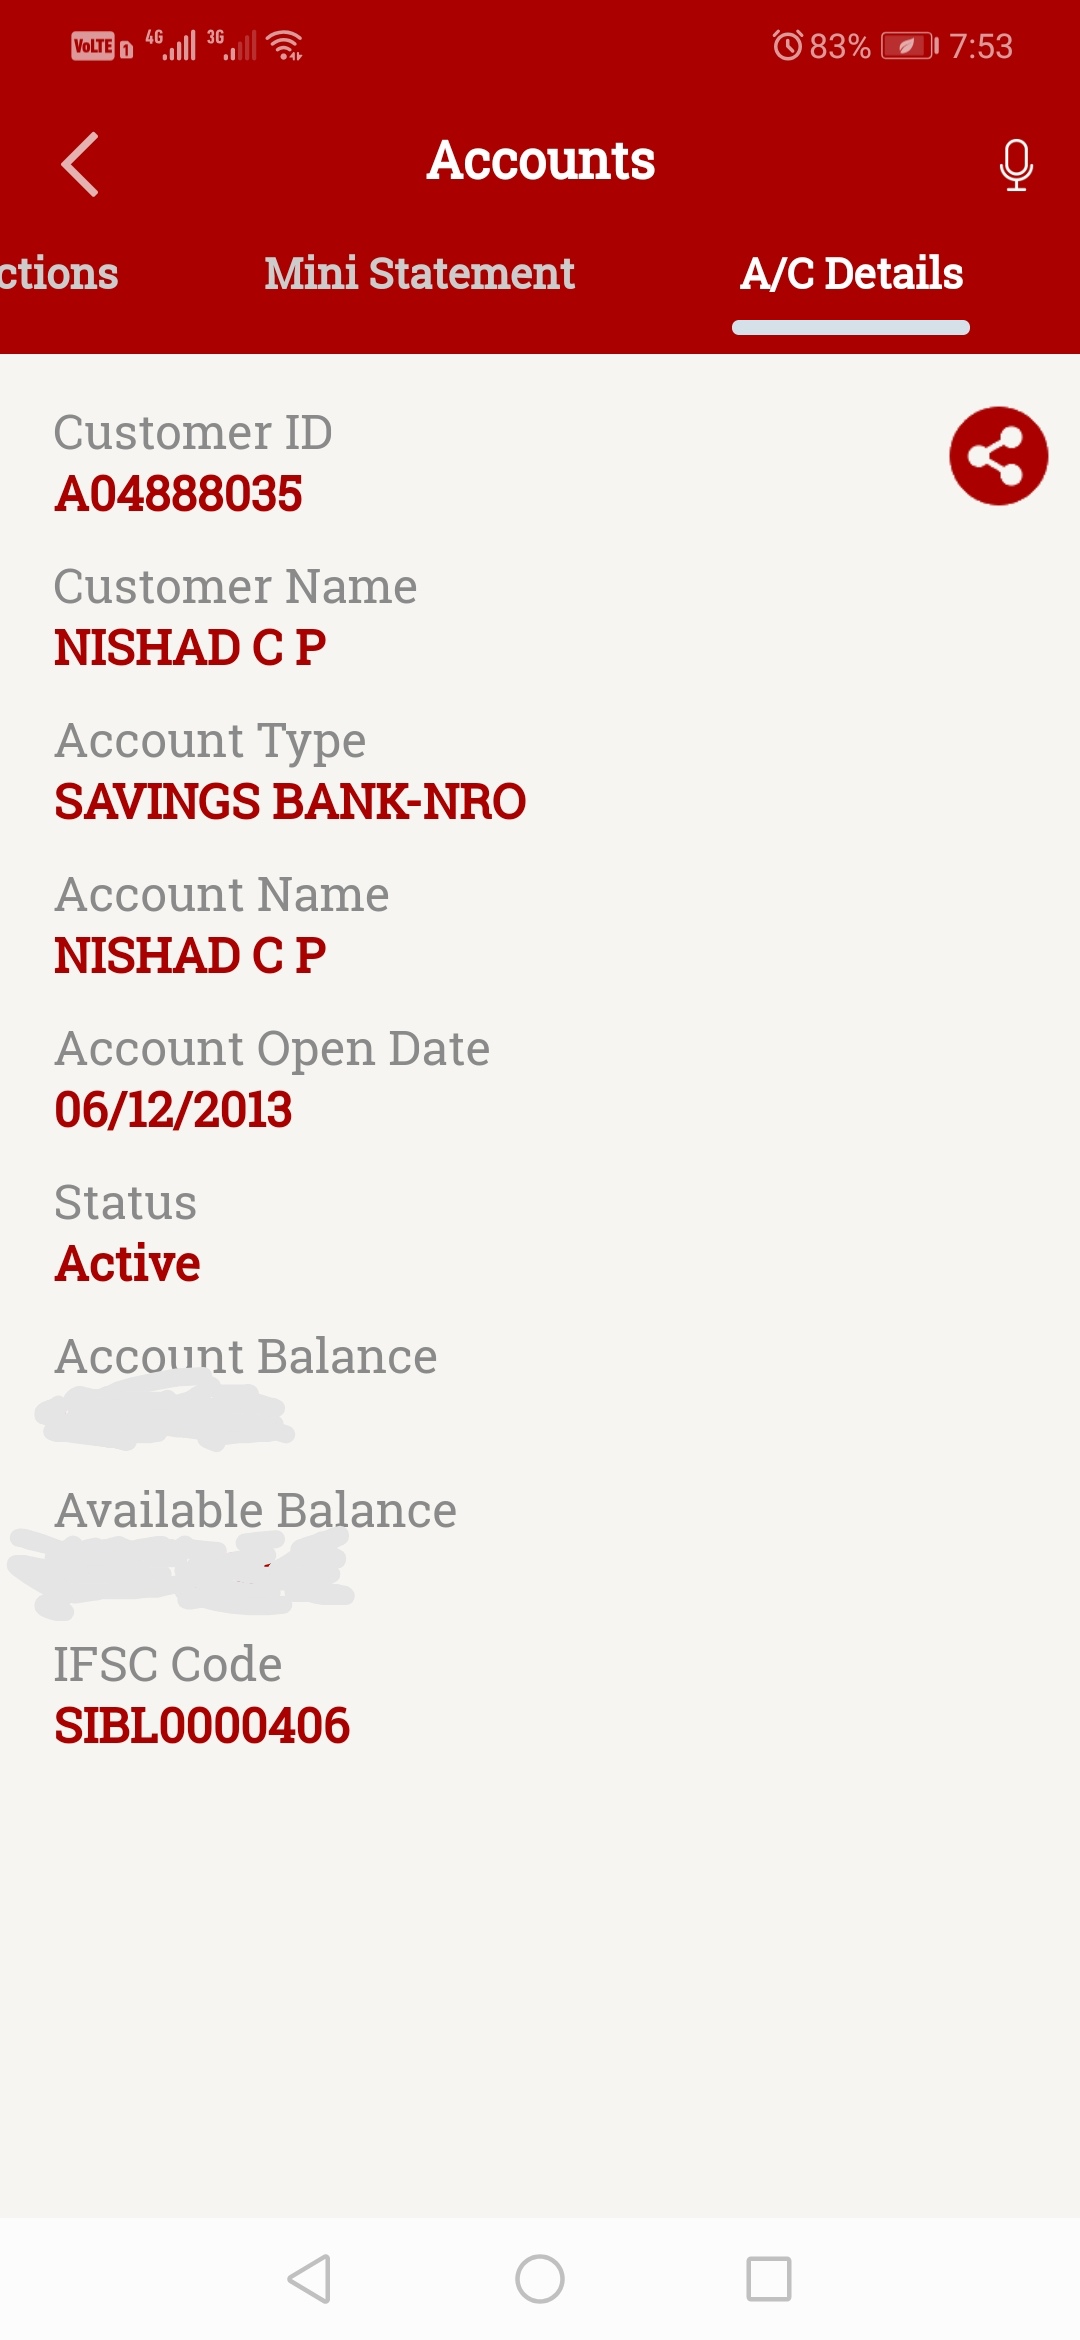 VoLTE 1 4G 3G 83% 7:53
Accounts
ctions Mini Statement A/C Details
Customer ID
A04888035
Customer Name
NISHAD C P
Account Type
SAVINGS BANK-NRO
Account Name
NISHAD C P
Account Open Date
06/12/2013
Status
Active
Account Balance
Available Balance
IFSC Code
SIBL0000406